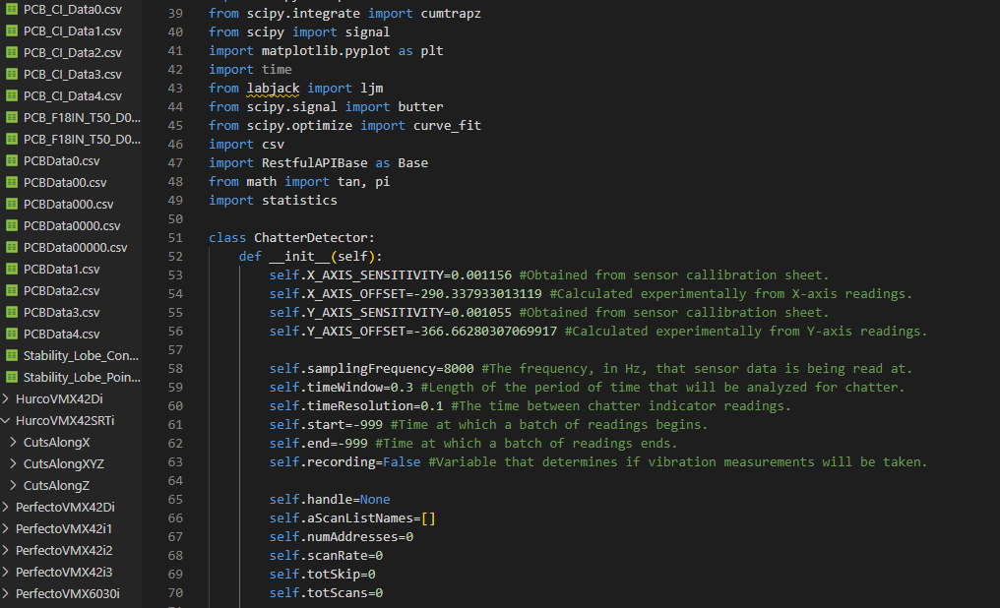 PCB_CI_Data0.csv
PCB_CI_Data1.csv
PCB_CI_Data2.csv
PCB_CI_Data3.csv
PCB_CI_Data4.csv
PCB_F18IN_T50_D0...
PCB_F18IN_T50_D0...
PCBData0.csv
PCBData00.csv
PCBData000.csv
PCBData0000.csv
PCBData00000.csv
PCBData1.csv
PCBData2.csv
PCBData3.csv
PCBData4.csv
Stability_Lobe_Con...
Stability_Lobe_Poin...
HurcoVMX42Di
HurcoVMX42SRTi
CutsAlongX
CutsAlongXYZ
CutsAlongZ
PerfectoVMX42Di
PerfectoVMX42i1
PerfectoVMX42i2
PerfectoVMX42i3
PerfectoVMX6030i
39 from scipy.integrate import cumtrapz
40 from scipy import signal
41 import matplotlib.pyplot as plt
42 import time
43 from labjack import ljm
44 from scipy.signal import butter
45 from scipy.optimize import curve_fit
46 import csv
47 import RestfulAPIBase as Base
48 from math import tan, pi
49 import statistics
50
51 class ChatterDetector:
52 def __init__(self):
53 self.X_AXIS_SENSITIVITY=0.001156 #Obtained from sensor callibration sheet.
54 self.X_AXIS_OFFSET=-290.337933013119 #Calculated experimentally from X-axis readings.
55 self.Y_AXIS_SENSITIVITY=0.001055 #Obtained from sensor callibration sheet.
56 self.Y_AXIS_OFFSET=-366.66280307069917 #Calculated experimentally from Y-axis readings.
57
58 self.samplingFrequency=8000 #The frequency, in Hz, that sensor data is being read at.
59 self.timeWindow=0.3 #Length of the period of time that will be analyzed for chatter.
60 self.timeResolution=0.1 #The time between chatter indicator readings.
61 self.start=-999 #Time at which a batch of readings begins.
62 self.end=-999 #Time at which a batch of readings ends.
63 self.recording=False #Variable that determines if vibration measurements will be taken.
64
65 self.handle=None
66 self.aScanListNames=[]
67 self.numAddresses=0
68 self.scanRate=0
69 self.totSkip=0
70 self.totScans=0